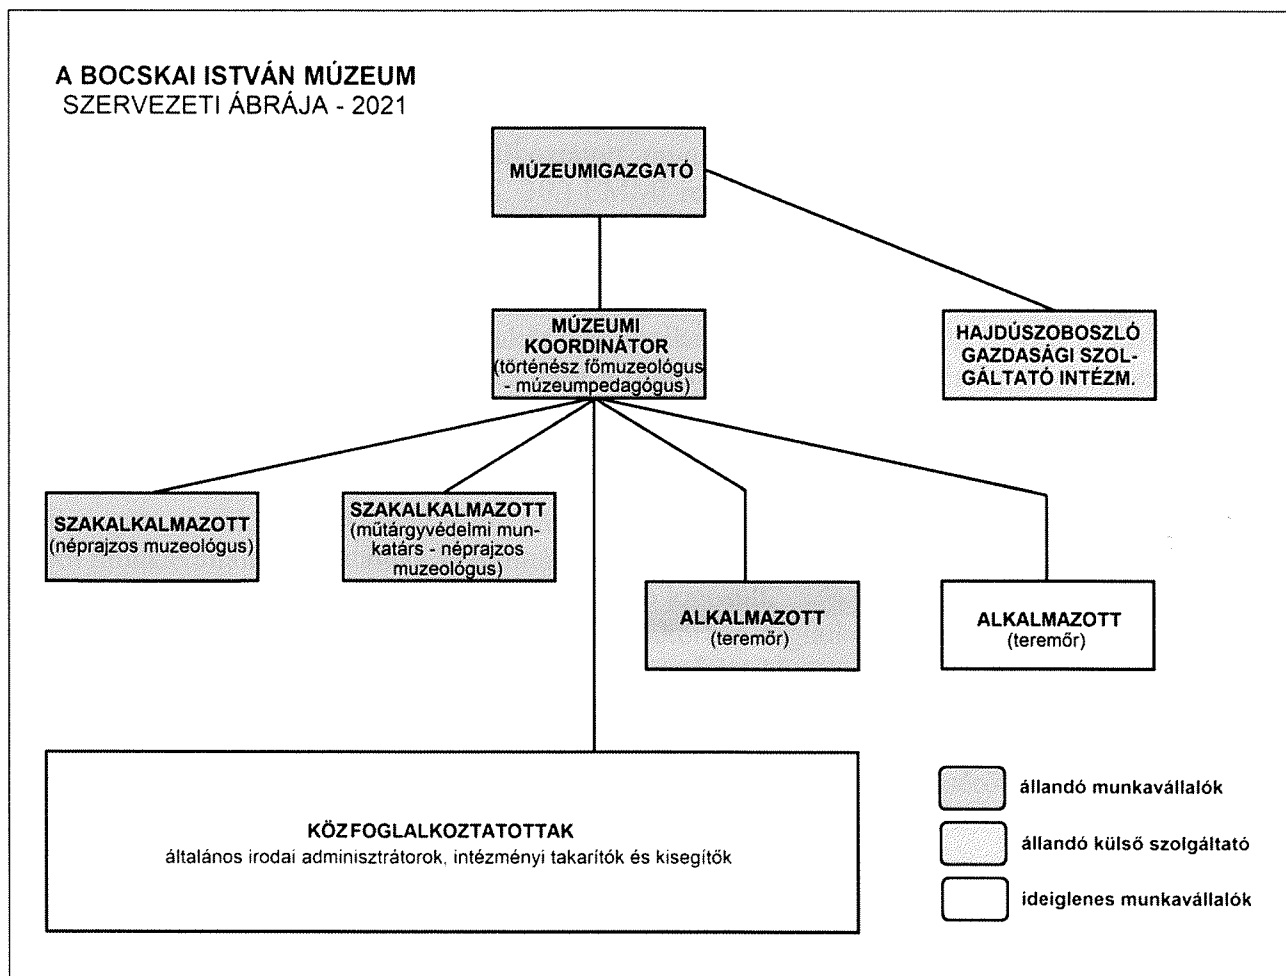 A BOCSKAI ISTVÁN MÚZEUM
SZERVEZETI ÁBRÁJA - 2021
MÚZEUMIGAZGATÓ
MÚZEUMI
KOORDINÁTOR
(történész főmuzeológus
- múzeumpedagógus)
HAJDÚSZOBOSZLÓ
GAZDASÁGI SZOL-
GÁLTATÓ INTÉZM.
SZAKALKALMAZOTT
(néprajzos muzeológus)
SZAKALKALMAZOTT
(műtárgyvédelmi mun-
katárs - néprajzos
muzeológus)
ALKALMAZOTT
(teremőr)
ALKALMAZOTT
(teremőr)
KÖZFOGLALKOZTATOTTAK
általános irodai adminisztrátorok, intézményi takarítók és kisegítők
állandó munkavállalók
állandó külső szolgáltató
ideiglenes munkavállalók